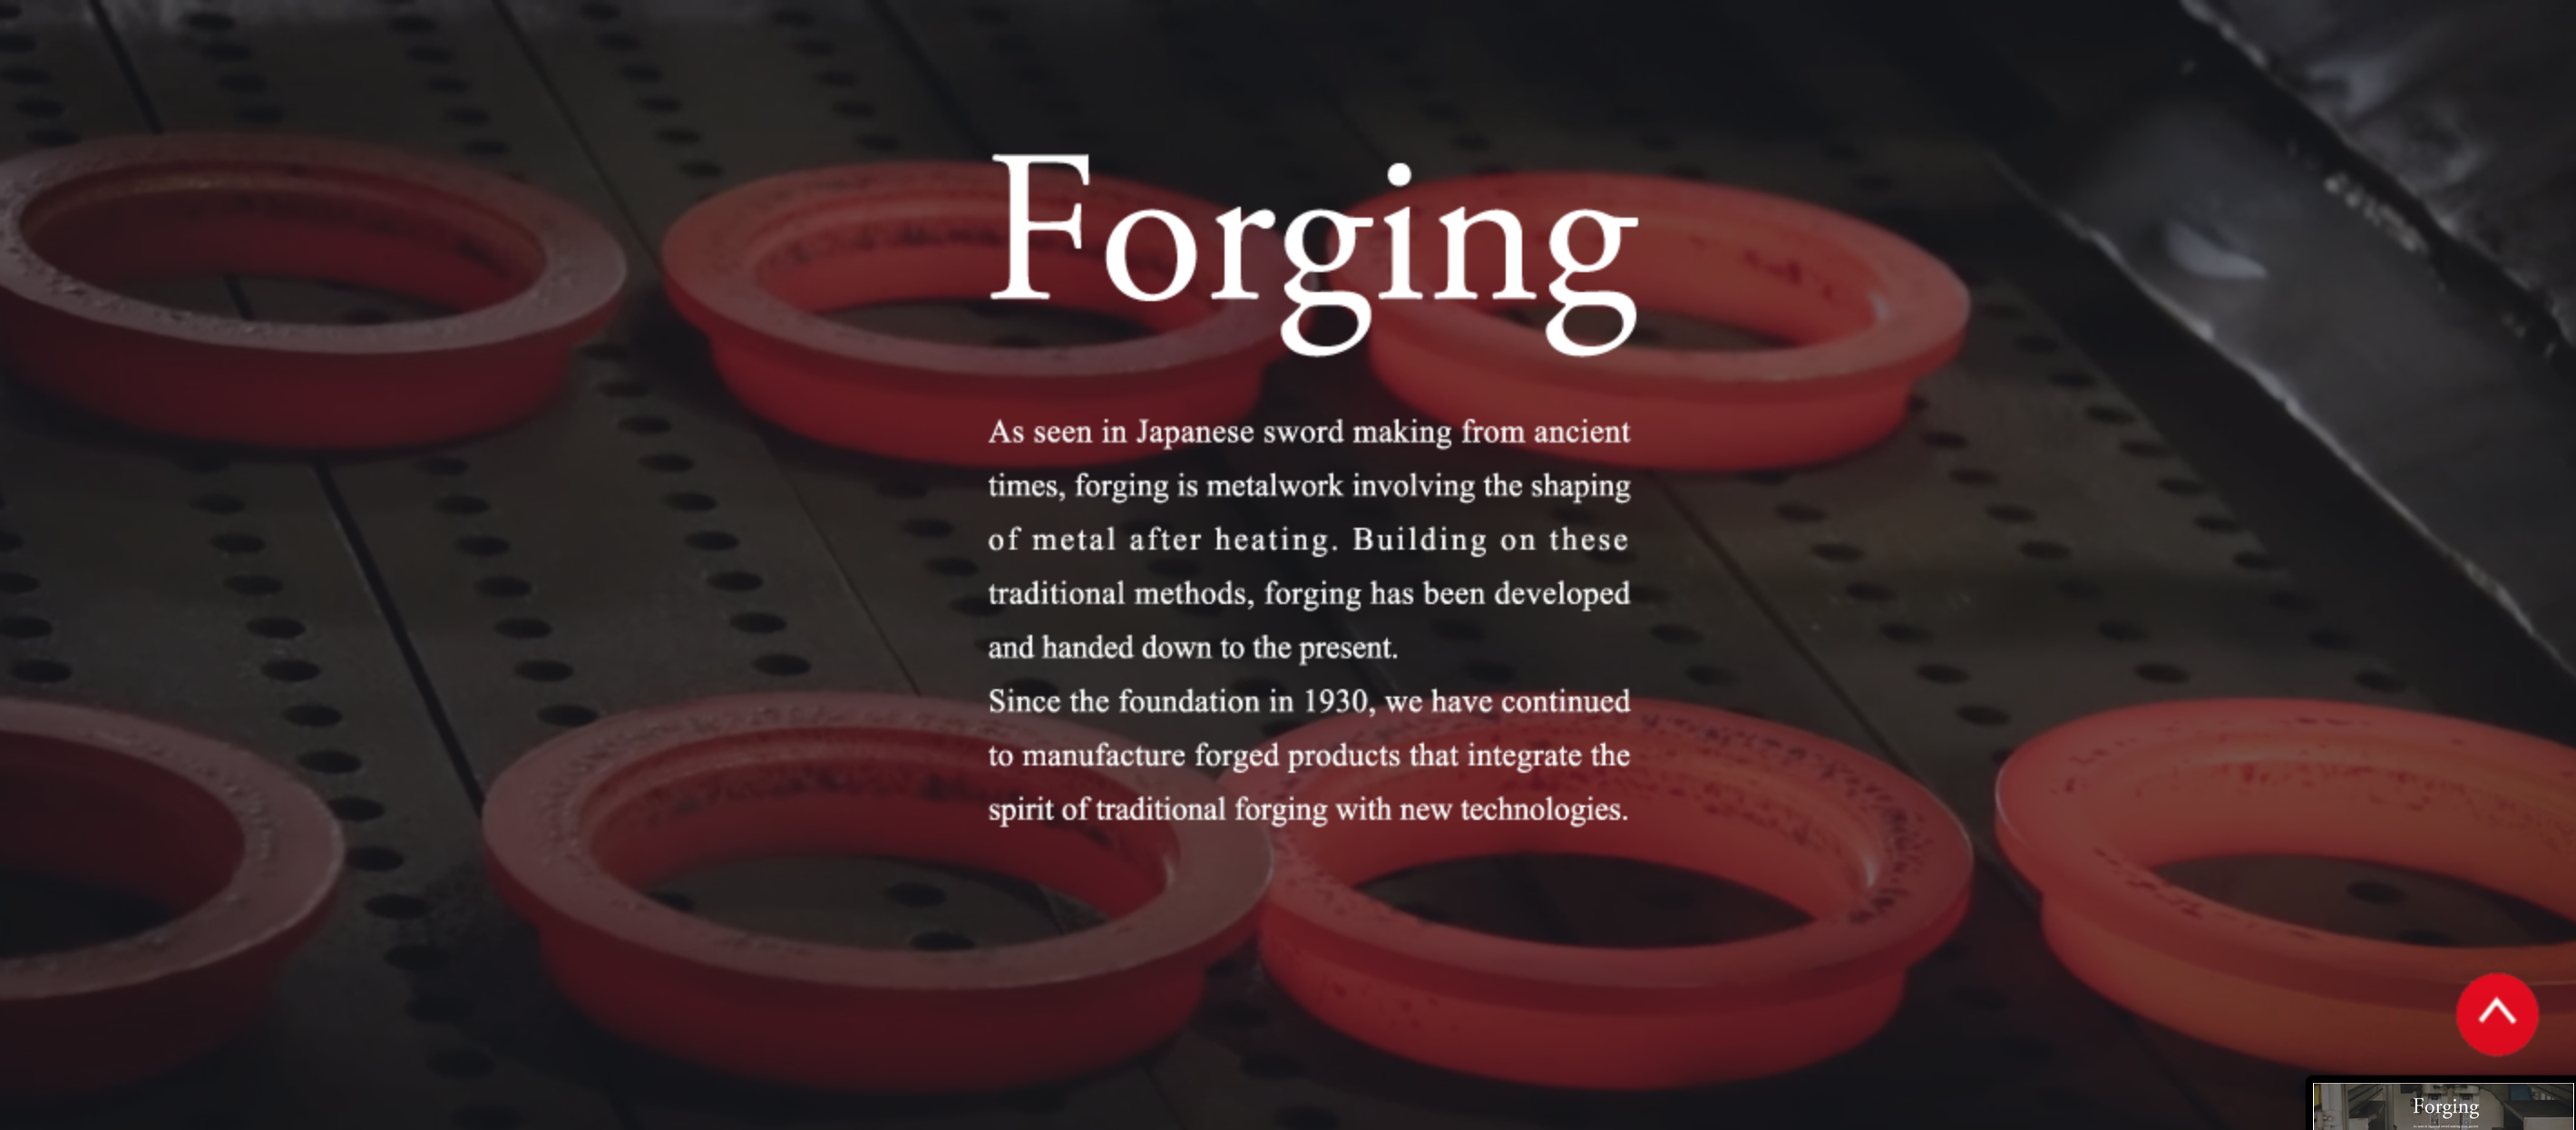 Forging
As seen in Japanese sword making from ancient
times, forging is metalwork involving the shaping
of metal after heating. Building on these
traditional methods, forging has been developed
and handed down to the present.
Since the foundation in 1930, we have continued
to manufacture forged products that integrate the
spirit of traditional forging with new technologies.
Forging